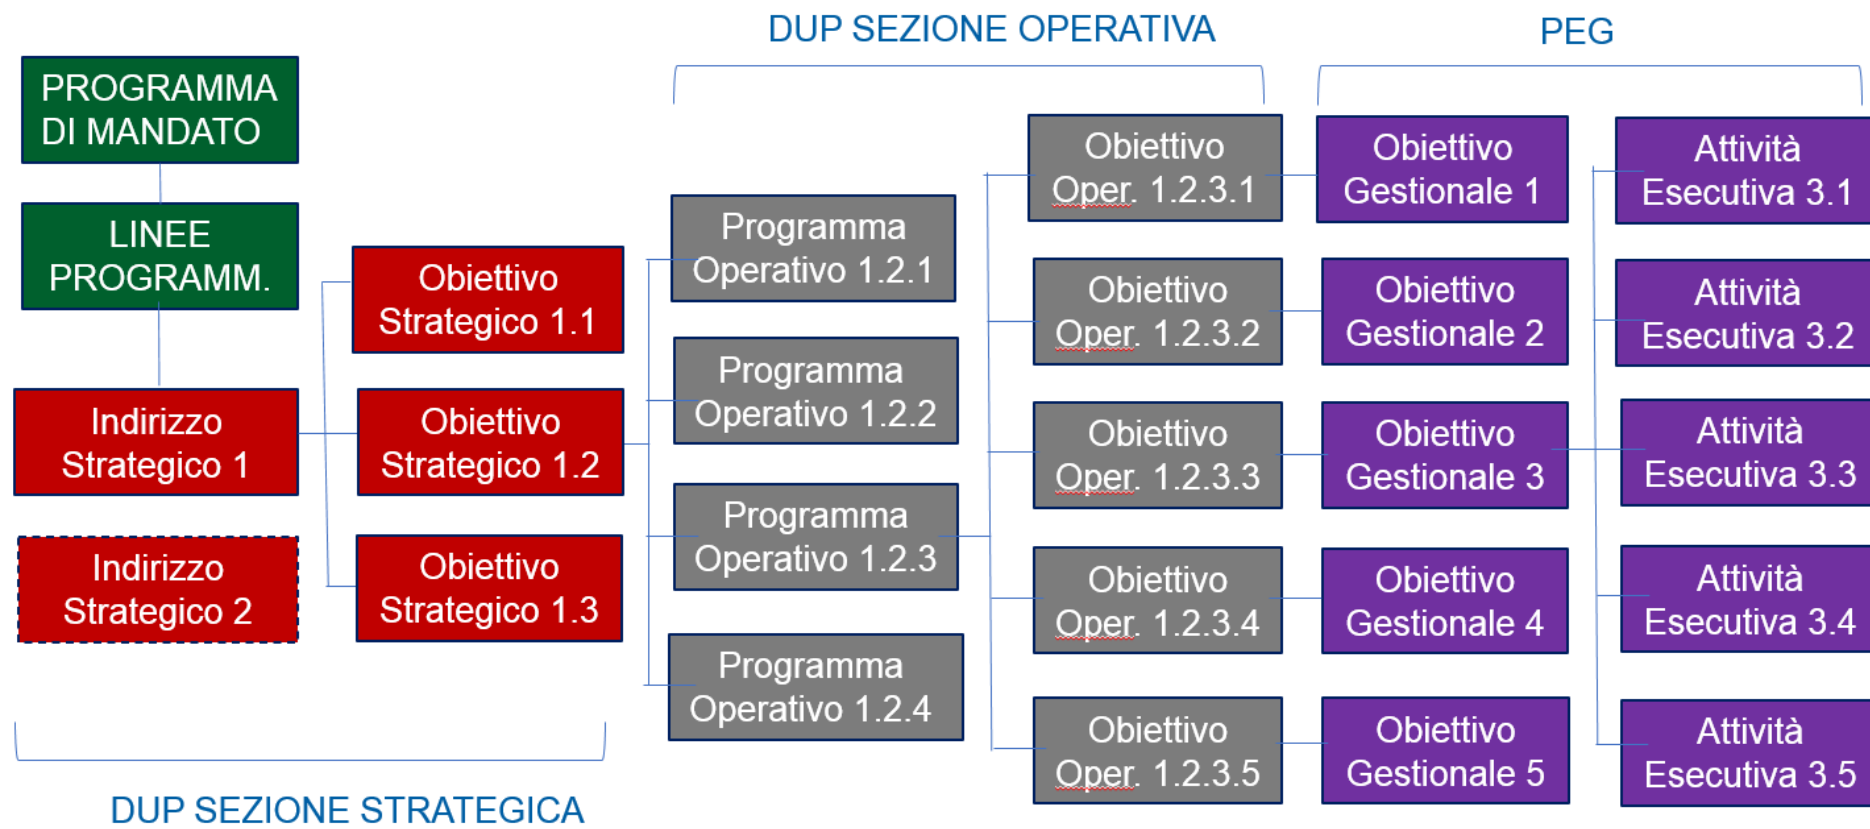 DUP SEZIONE OPERATIVA
PEG
PROGRAMMA
DI MANDATO
LINEE
PROGRAMM.
Indirizzo
Strategico 1
Indirizzo
Strategico 2
Obiettivo
Strategico 1.1
Obiettivo
Strategico 1.2
Obiettivo
Strategico 1.3
Programma
Operativo 1.2.1
Programma
Operativo 1.2.2
Programma
Operativo 1.2.3
Programma
Operativo 1.2.4
Obiettivo
Oper. 1.2.3.1
Obiettivo
Oper. 1.2.3.2
Obiettivo
Oper. 1.2.3.3
Obiettivo
Oper. 1.2.3.4
Obiettivo
Oper. 1.2.3.5
Obiettivo
Gestionale 1
Obiettivo
Gestionale 2
Obiettivo
Gestionale 3
Obiettivo
Gestionale 4
Obiettivo
Gestionale 5
Attività
Esecutiva 3.1
Attività
Esecutiva 3.2
Attività
Esecutiva 3.3
Attività
Esecutiva 3.4
Attività
Esecutiva 3.5
DUP SEZIONE STRATEGICA